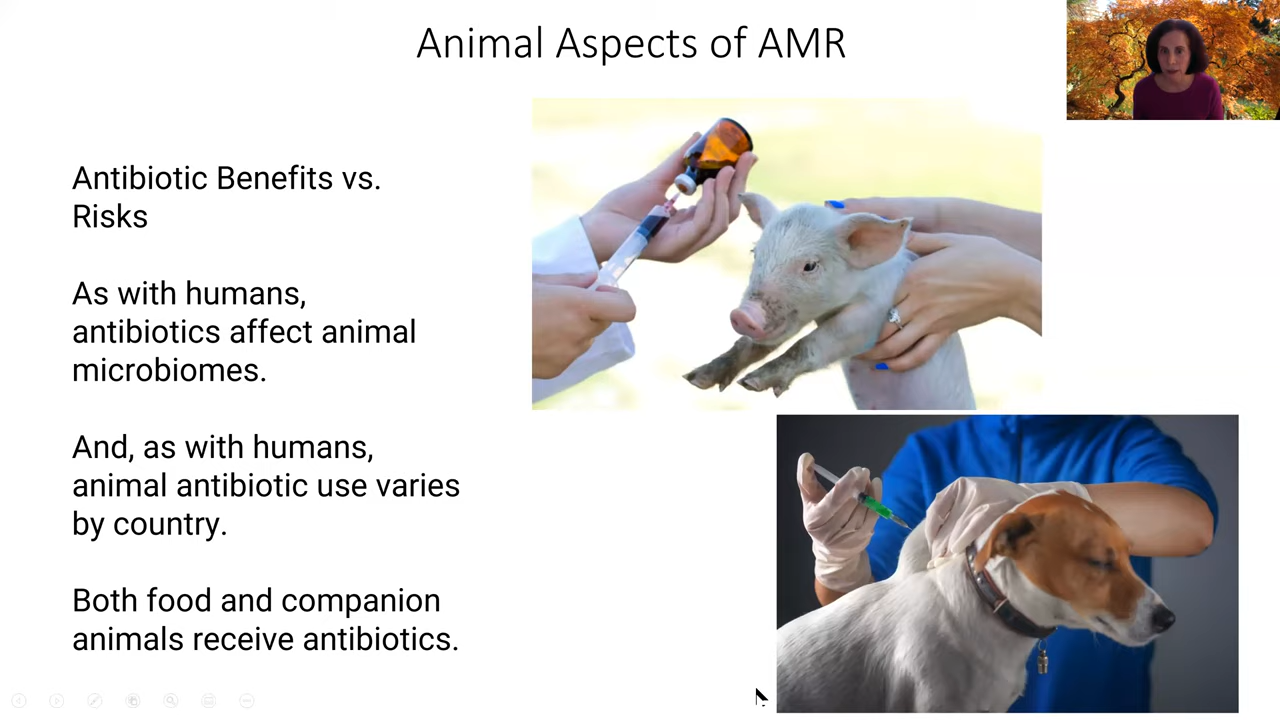 Animal Aspects of AMR
Antibiotic Benefits vs.
Risks
As with humans,
antibiotics affect animal
microbiomes.
And, as with humans,
animal antibiotic use varies
by country.
Both food and companion
animals receive antibiotics.